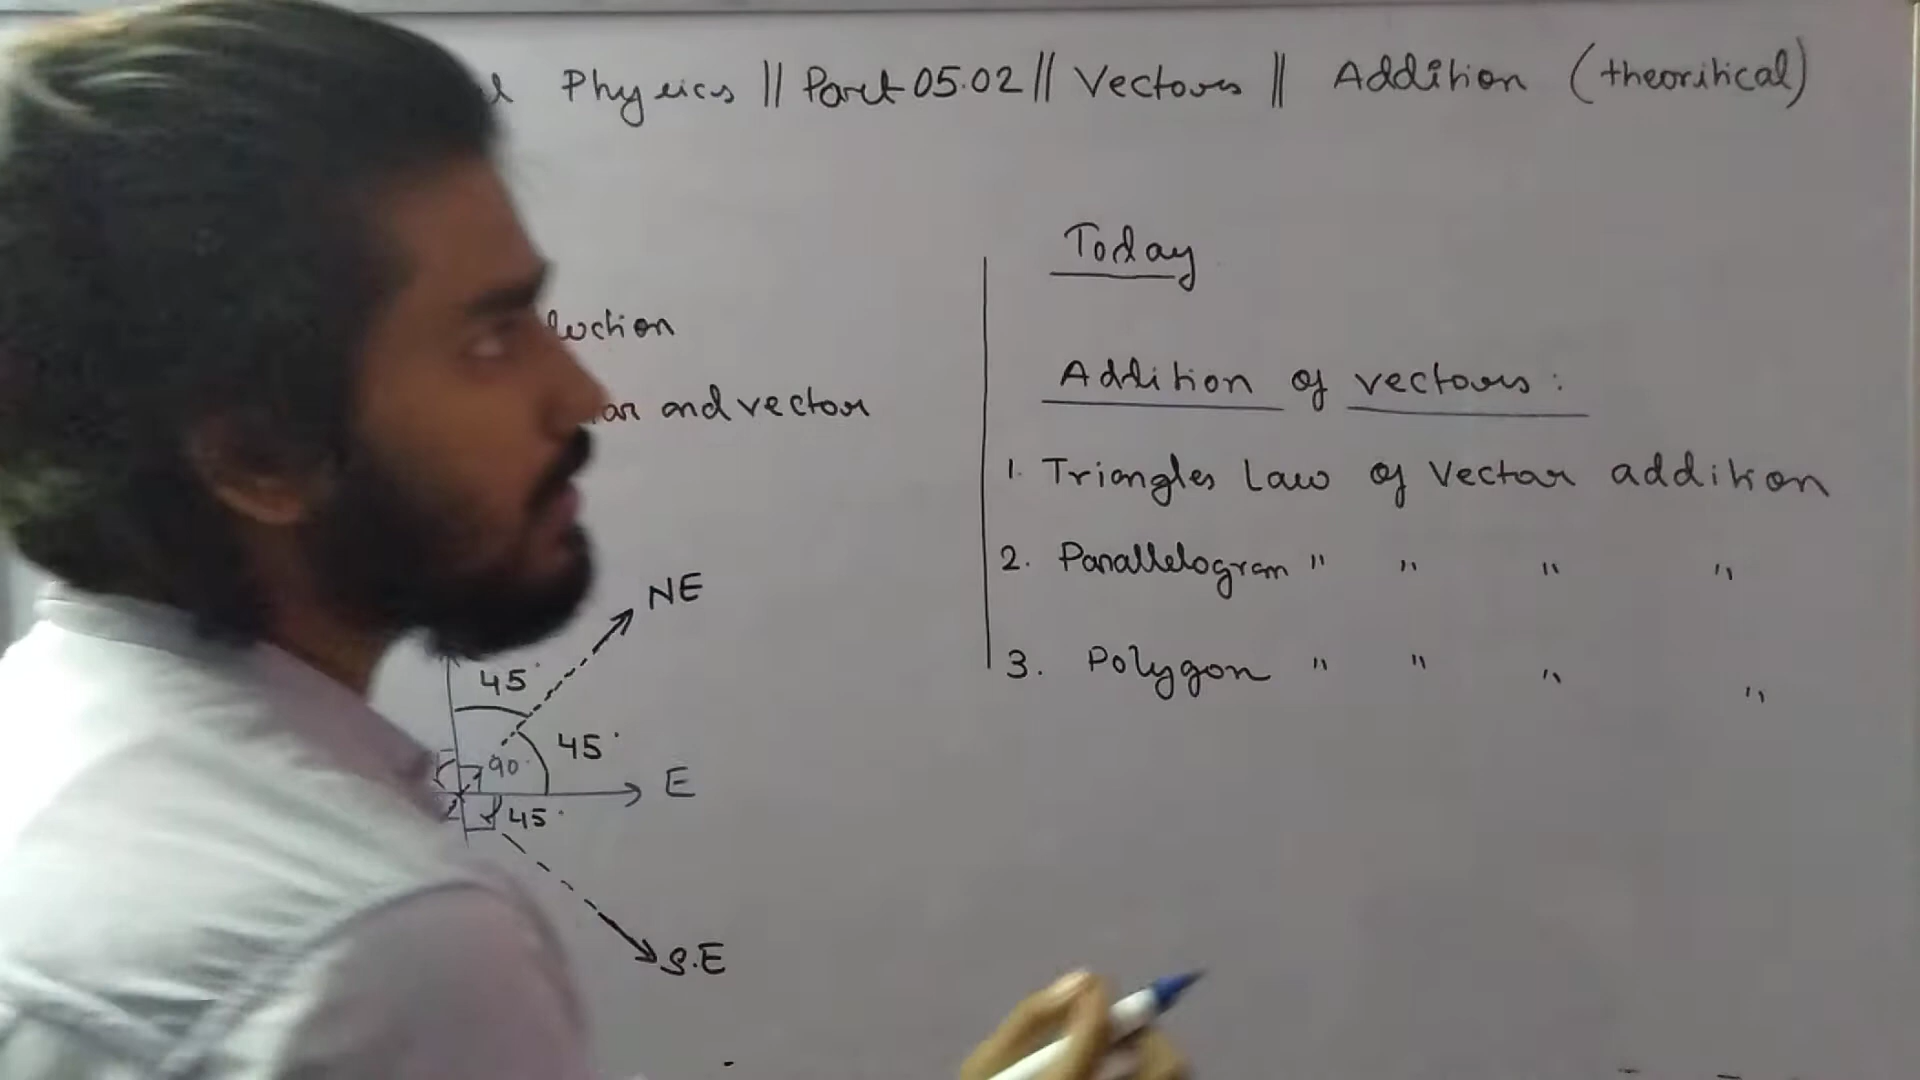 Physics || Part 05.02 || Vectors || Addition (theoritical)
Today
Addition of vectors:
and vector
1. Triangles Law of Vector addition
2. Parallelogram " " " "
3. Polygon " " " "
NE
45°
45°
90°
E
45°
S.E